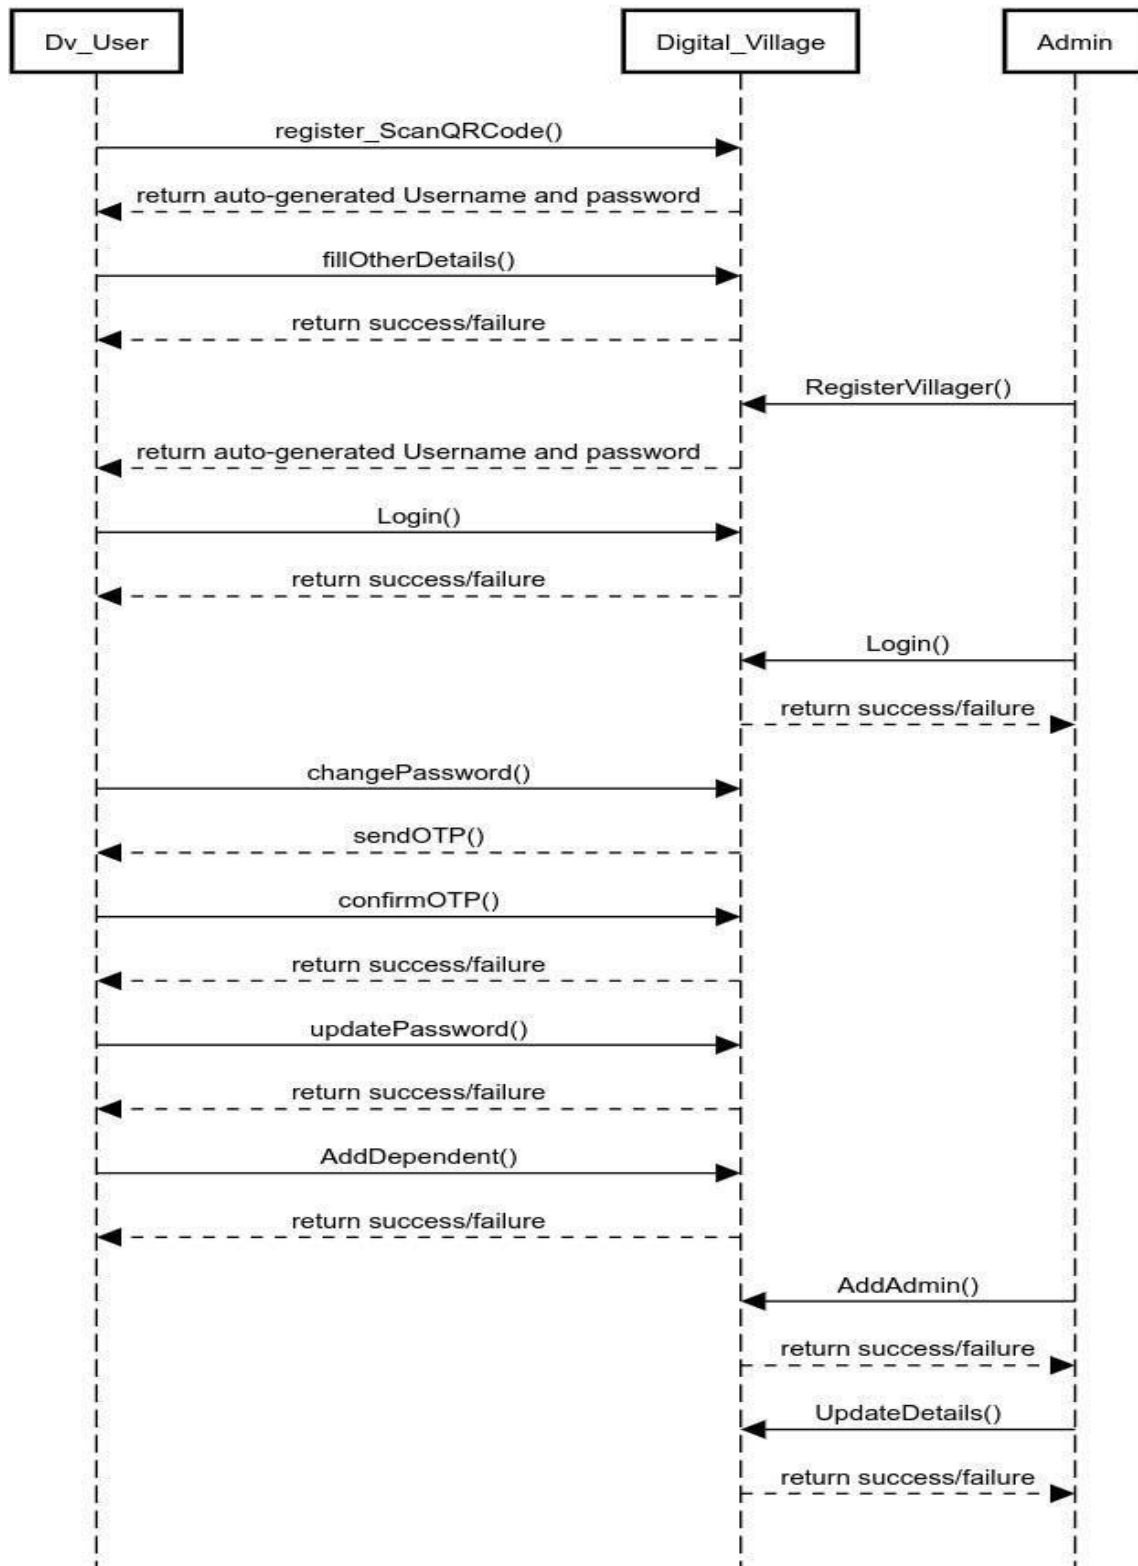 Dv_User
Digital_Village
Admin
register_ScanQRCode()
return auto-generated Username and password
fillOtherDetails()
return success/failure
RegisterVillager()
return auto-generated Username and password
Login()
return success/failure
Login()
return success/failure
changePassword()
sendOTP()
confirmOTP()
return success/failure
updatePassword()
return success/failure
AddDependent()
return success/failure
AddAdmin()
return success/failure
UpdateDetails()
return success/failure